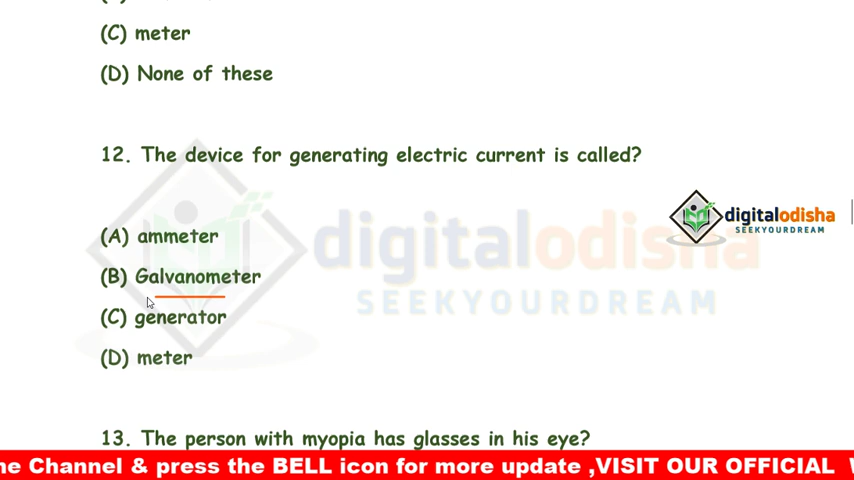 (C) meter
(D) None of these
12. The device for generating electric current is called?
(A) ammeter
(B) Galvanometer
(C) generator
(D) meter
13. The person with myopia has glasses in his eye?
digitalodisha
SEEKYOURDREAM
digitalodisha
SEEKYOURDREAM
he Channel & press the BELL icon for more update ,VISIT OUR OFFICIAL